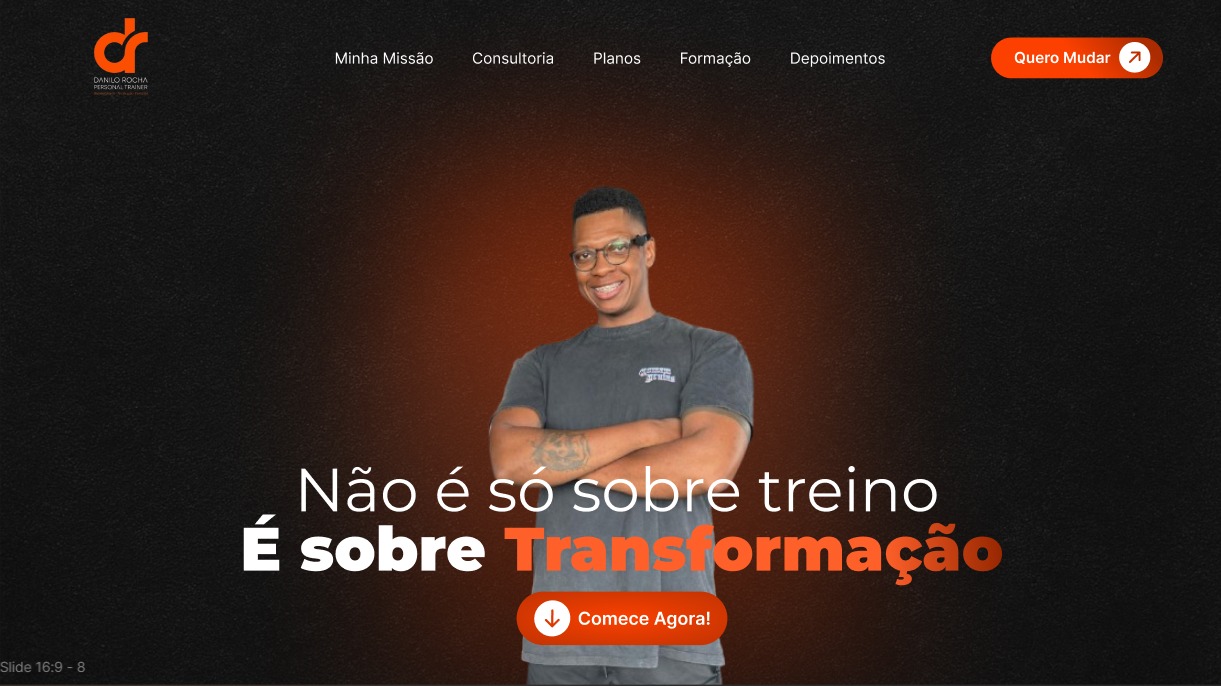 dr
DANILO ROCHA
PERSONAL TRAINER
Minha Missão
Consultoria
Planos
Formação
Depoimentos
Quero Mudar
Não é só sobre treino
É sobre Transformação
Comece Agora!
Slide 16:9 - 8